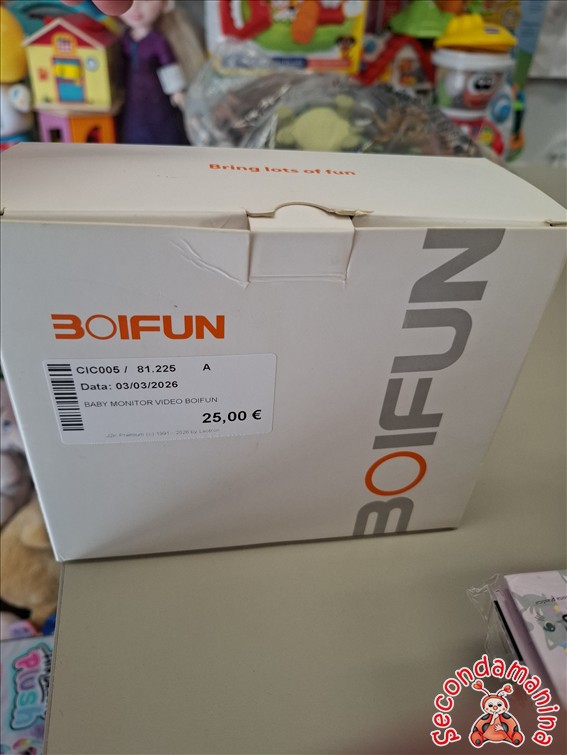 Bring lots of fun
BOIFUN
BOIFUN
CIC005 / 81.225 A
Data: 03/03/2026
BABY MONITOR VIDEO BOIFUN
25,00 €
Plush
Secondamanina